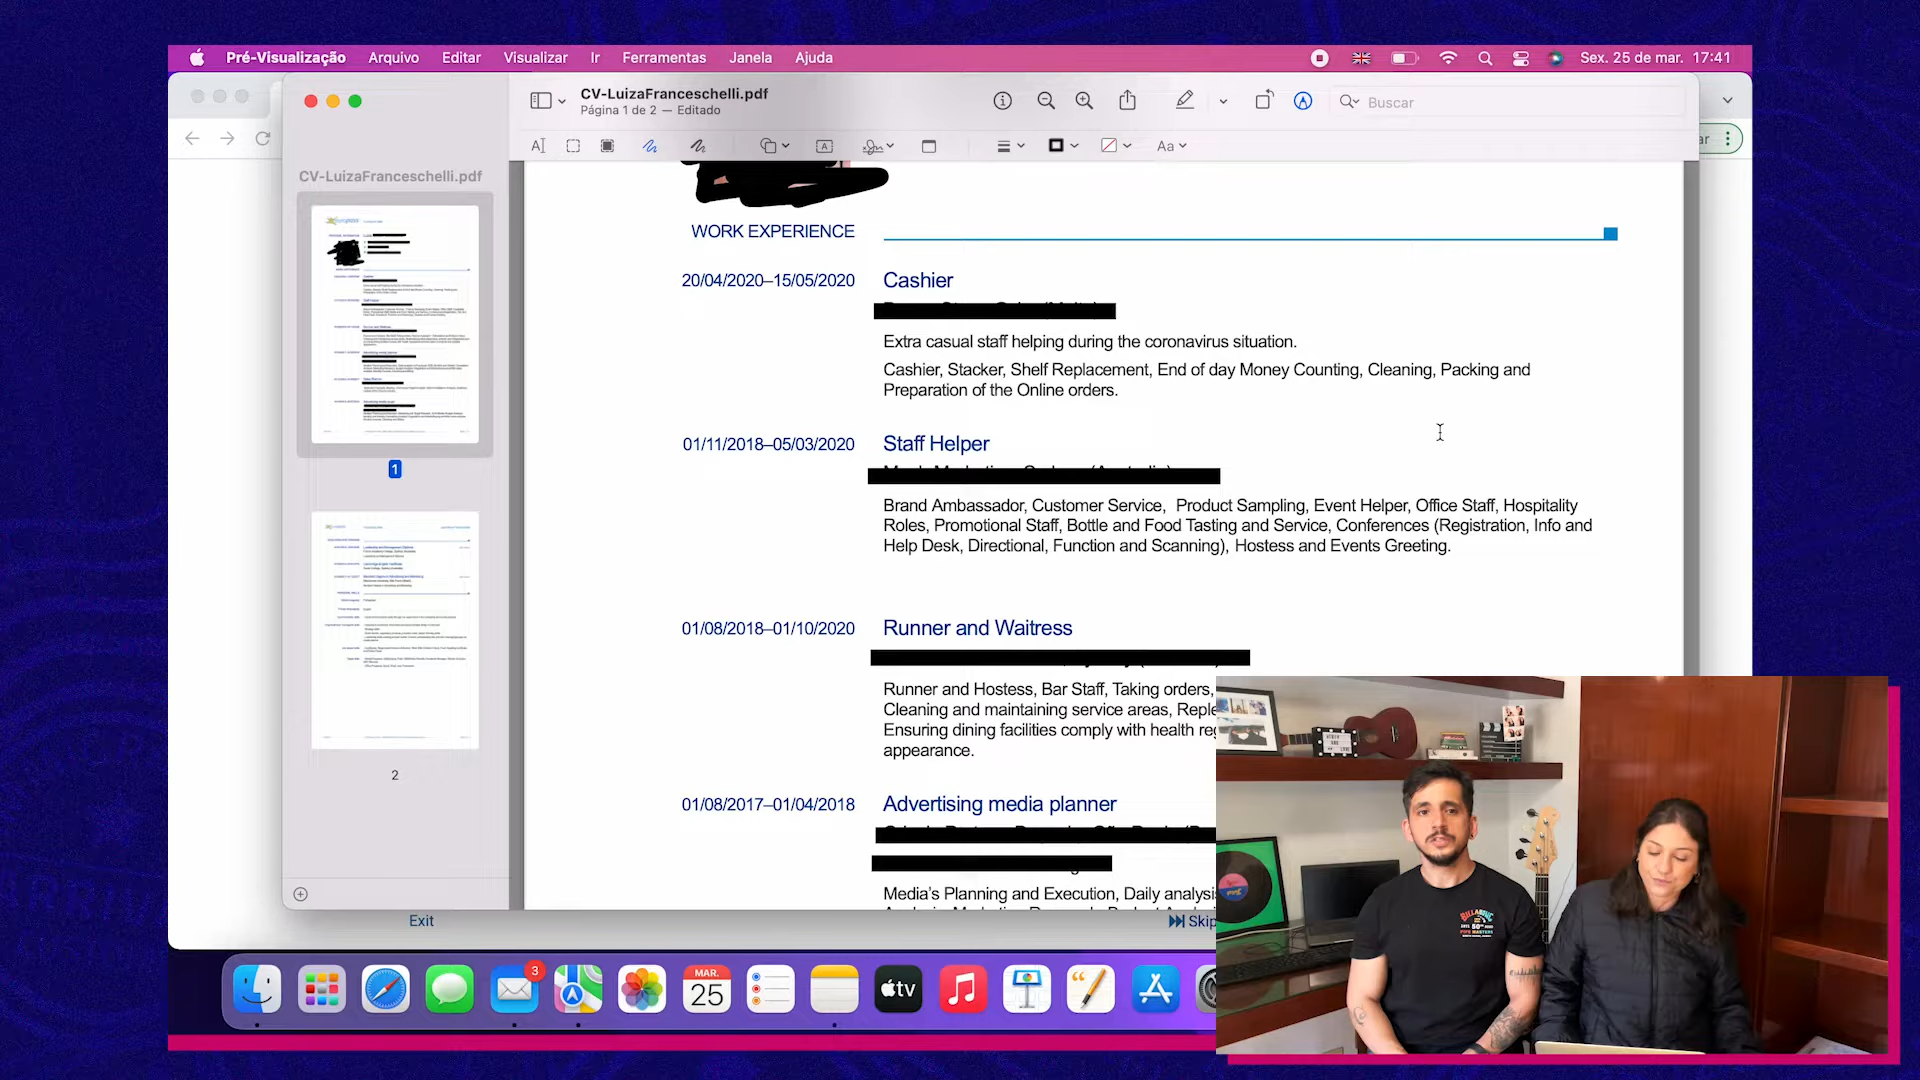 Pré-Visualização Arquivo Editar Visualizar Ir Ferramentas Janela Ajuda
Sex. 25 de mar. 17:41
CV-LuizaFranceschelli.pdf
Página 1 de 2 — Editado
Buscar
Aa
CV-LuizaFranceschelli.pdf
1
2
WORK EXPERIENCE
20/04/2020–15/05/2020 Cashier
Extra casual staff helping during the coronavirus situation.
Cashier, Stacker, Shelf Replacement, End of day Money Counting, Cleaning, Packing and
Preparation of the Online orders.
01/11/2018–05/03/2020 Staff Helper
Brand Ambassador, Customer Service, Product Sampling, Event Helper, Office Staff, Hospitality
Roles, Promotional Staff, Bottle and Food Tasting and Service, Conferences (Registration, Info and
Help Desk, Directional, Function and Scanning), Hostess and Events Greeting.
01/08/2018–01/10/2020 Runner and Waitress
Runner and Hostess, Bar Staff, Taking orders,
Cleaning and maintaining service areas,
Ensuring dining facilities comply with health
appearance.
01/08/2017–01/04/2018 Advertising media planner
Media's Planning and Execution, Daily
Exit
Skip
3
MAR.
25
tv
BILLABONG